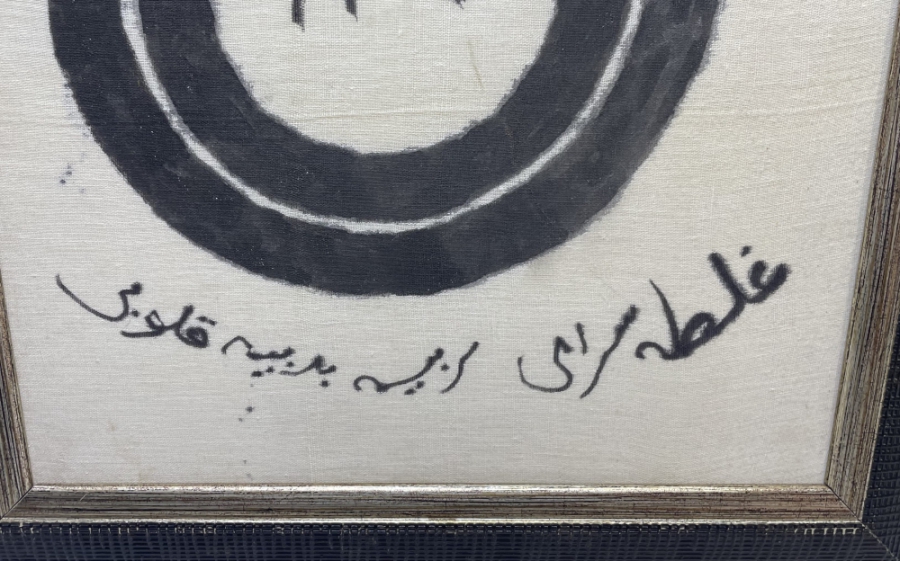 غلطه سرای تربیه بدنیه قلوبی